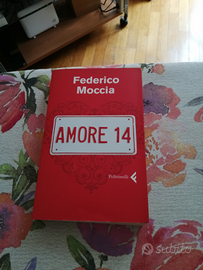 Federico
Moccia
AMORE 14
Feltrinelli
subito